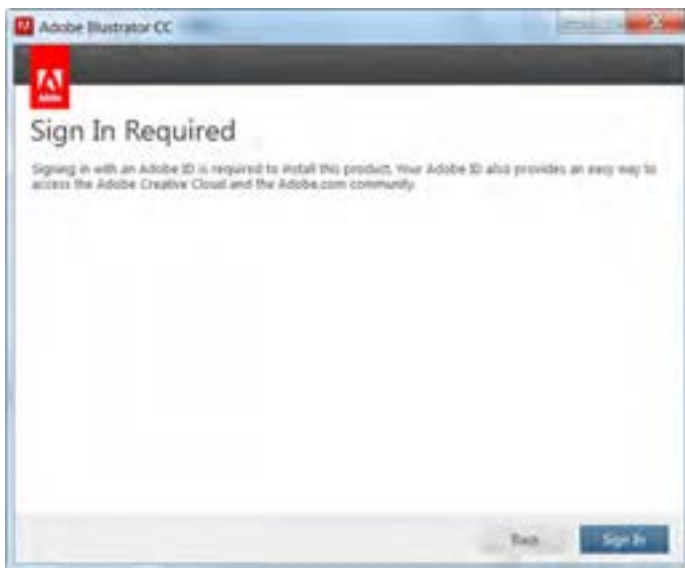 Adobe Illustrator CC
Adobe
Sign In Required
Signing in with an Adobe ID is required to install this product. Your Adobe ID also provides an easy way to
access the Adobe Creative Cloud and the Adobe.com community.
Back
Sign In